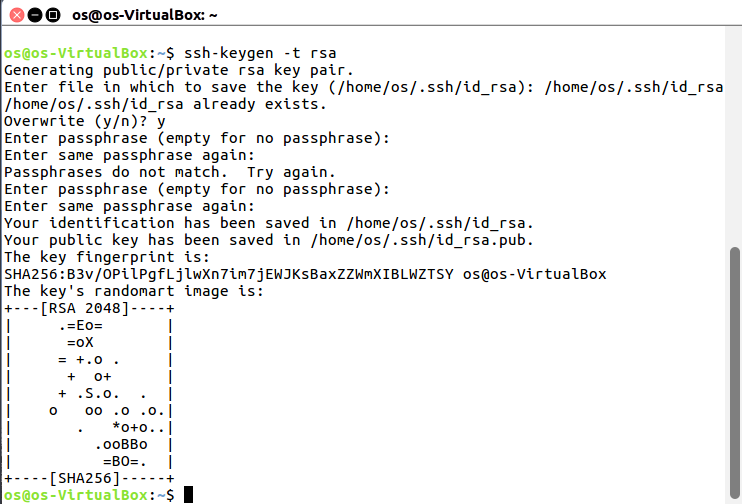 os@os-VirtualBox: ~
os@os-VirtualBox:~$ ssh-keygen -t rsa
Generating public/private rsa key pair.
Enter file in which to save the key (/home/os/.ssh/id_rsa): /home/os/.ssh/id_rsa
/home/os/.ssh/id_rsa already exists.
Overwrite (y/n)? y
Enter passphrase (empty for no passphrase):
Enter same passphrase again:
Passphrases do not match.  Try again.
Enter passphrase (empty for no passphrase):
Enter same passphrase again:
Your identification has been saved in /home/os/.ssh/id_rsa.
Your public key has been saved in /home/os/.ssh/id_rsa.pub.
The key fingerprint is:
SHA256:B3v/OPilPgfLjlwXn7im7jEWJKsBaxZZWmXIBLWZTSY os@os-VirtualBox
The key's randomart image is:
+---[RSA 2048]----+
|     .=Eo=       |
|      =oX        |
|     = +.o .     |
|      +  o+      |
|     + .S.o.  .  |
|    o   oo .o .o.|
|       .   *o+o..|
|         .ooBBo  |
|          =BO=.  |
+----[SHA256]-----+
os@os-VirtualBox:~$